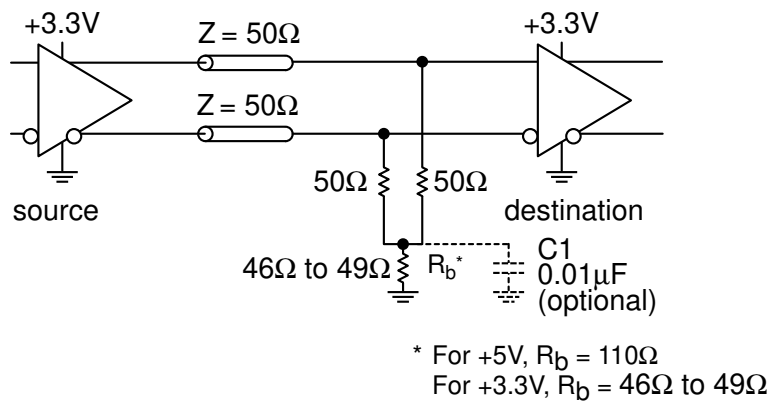 +3.3V
Z = 50Ω
+3.3V
Z = 50Ω
50Ω
50Ω
source
destination
46Ω to 49Ω
Rb*
C1
0.01μF
(optional)
* For +5V, Rb = 110Ω
For +3.3V, Rb = 46Ω to 49Ω